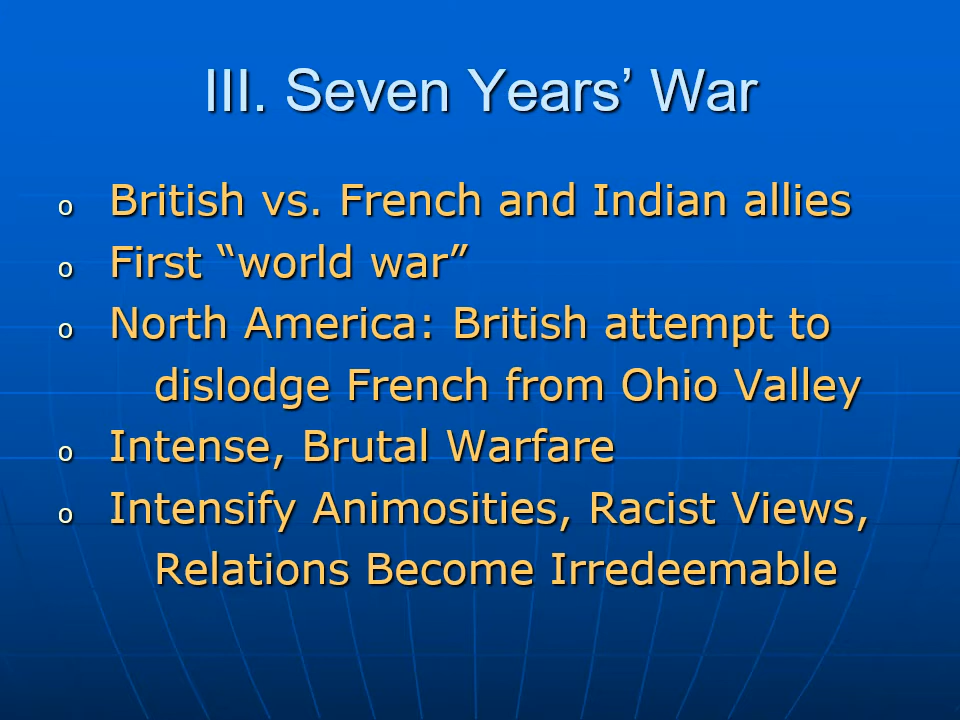 III. Seven Years’ War
o British vs. French and Indian allies
o First “world war”
o North America: British attempt to
dislodge French from Ohio Valley
o Intense, Brutal Warfare
o Intensify Animosities, Racist Views,
Relations Become Irredeemable